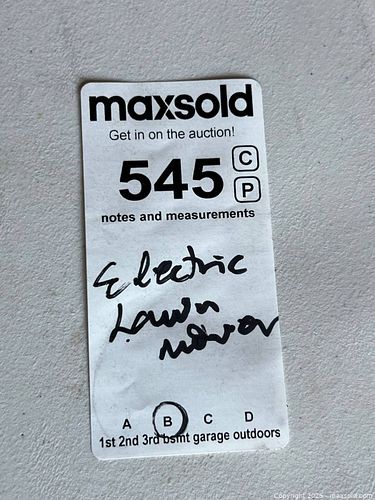 maxsold
Get in on the auction!
545 C
P
notes and measurements
Electric
Lawn
mower
A B C D
1st 2nd 3rd bsmt garage outdoors
Copyright 2025 - maxsold.com